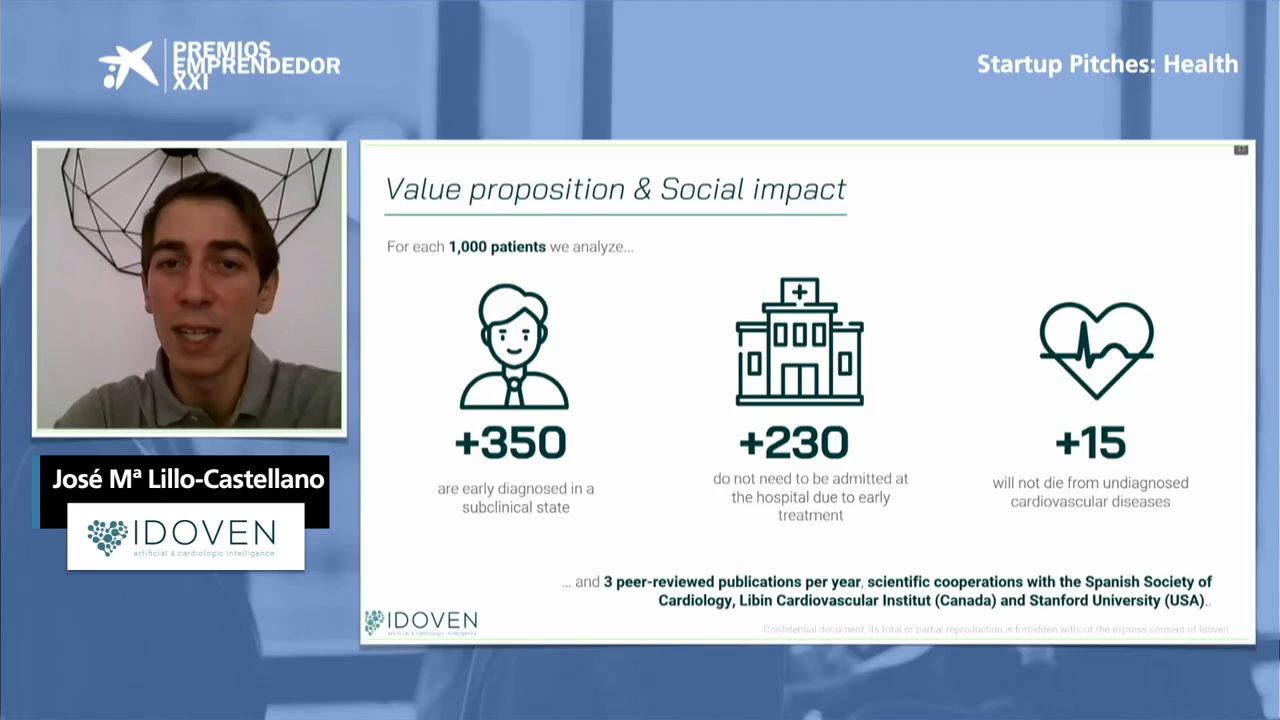 PREMIOS
EMPRENDEDOR
XXI
Startup Pitches: Health
Value proposition & Social impact
For each 1,000 patients we analyze...
+350
are early diagnosed in a
subclinical state
+230
do not need to be admitted at
the hospital due to early
treatment
+15
will not die from undiagnosed
cardiovascular diseases
... and 3 peer-reviewed publications per year, scientific cooperations with the Spanish Society of
Cardiology, Libin Cardiovascular Institut (Canada) and Stanford University (USA)..
IDOVEN
artificial & cardiologic intelligence
Confidential document, its total or partial reproduction is forbidden without the express consent of Idoven
José Mª Lillo-Castellano
IDOVEN
artificial & cardiologic intelligence